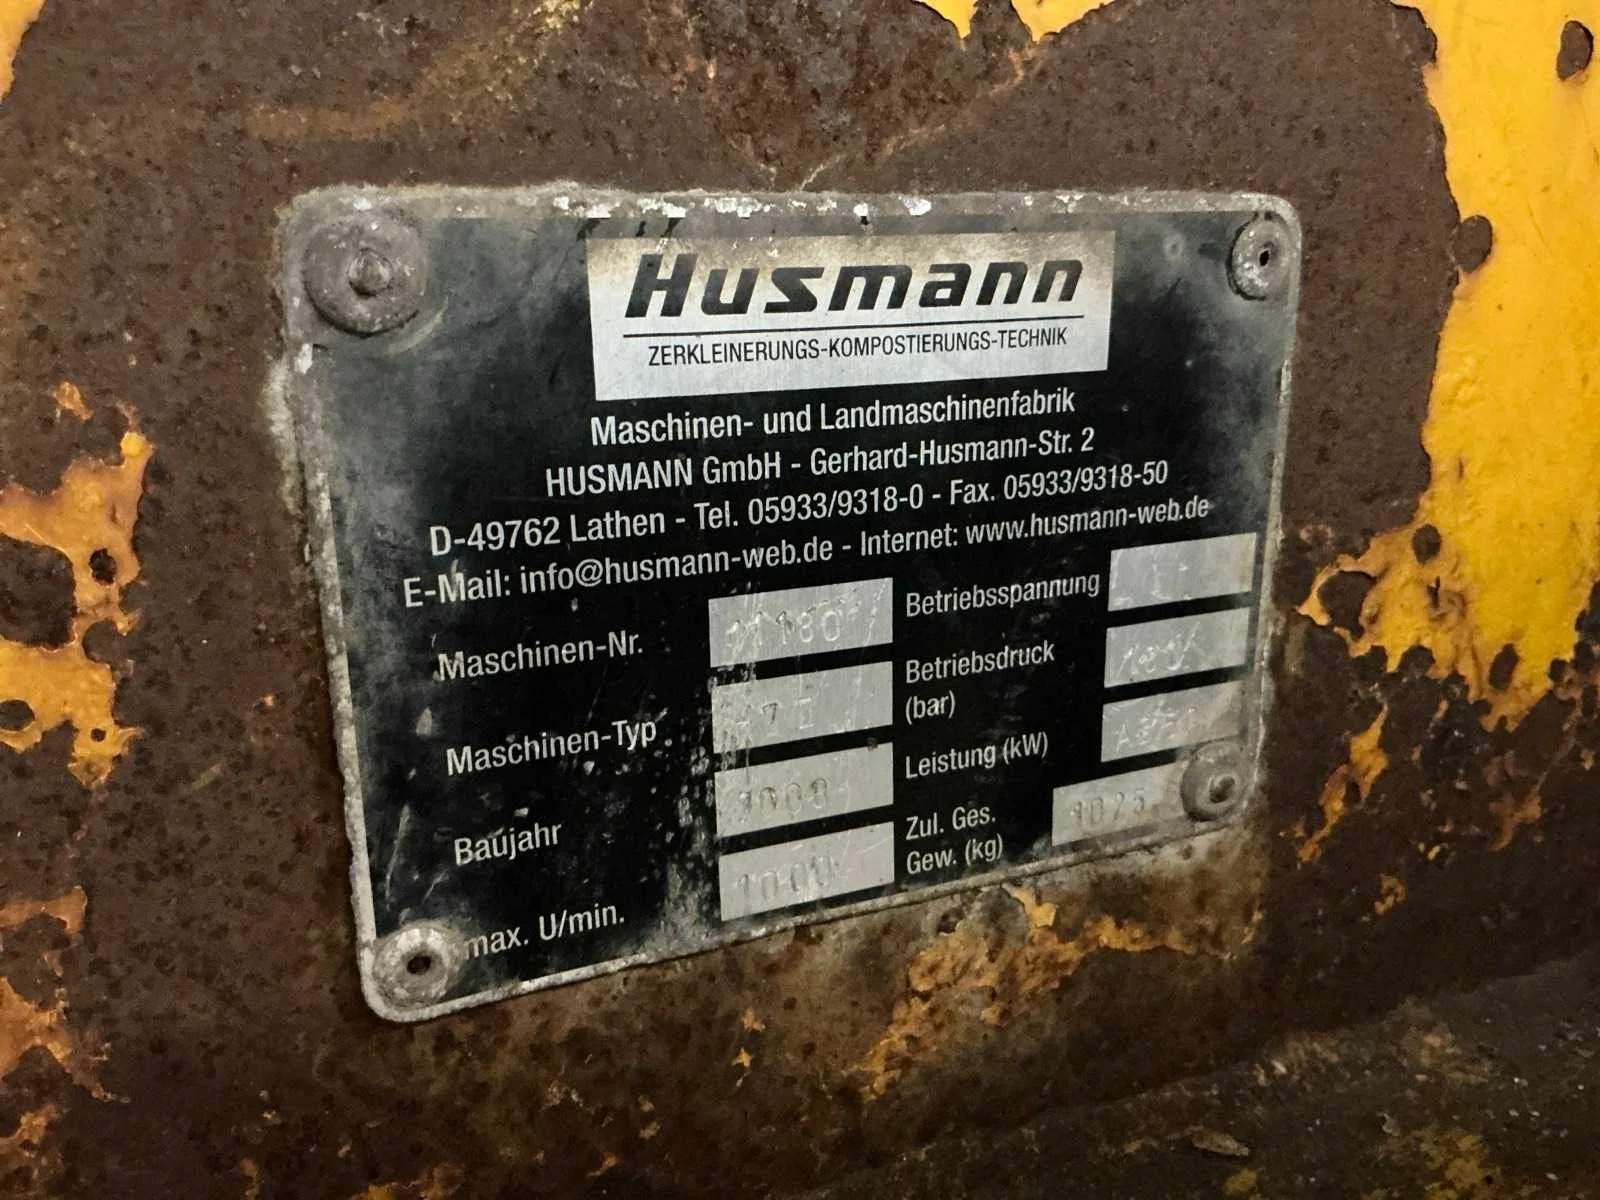 Husmann
ZERKLEINERUNGS-KOMPOSTIERUNGS-TECHNIK
Maschinen- und Landmaschinenfabrik
HUSMANN GmbH - Gerhard-Husmann-Str. 2
D-49762 Lathen - Tel. 05933/9318-0 - Fax. 05933/9318-50
E-Mail: info@husmann-web.de - Internet: www.husmann-web.de
Maschinen-Nr.
Maschinen-Typ
Baujahr
max. U/min. 1000
Betriebsspannung
Betriebsdruck
(bar)
Leistung (kW)
Zul. Ges.
Gew. (kg) 1025